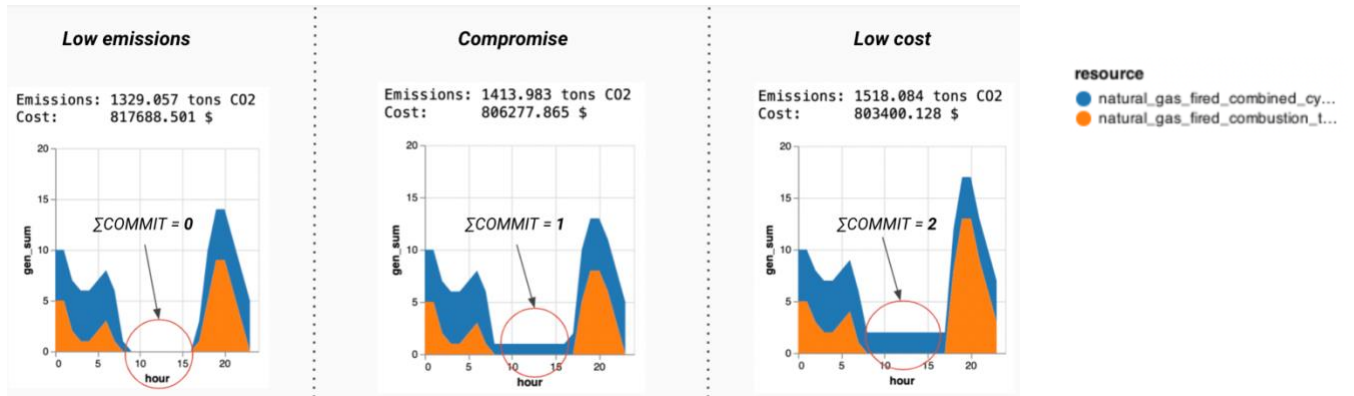 Low emissions
Emissions: 1329.057 tons CO2
Cost: 817688.501 $
20
15
∑COMMIT = 0
10
gen_sum
5
0
0 5 10 15 20
hour
Compromise
Emissions: 1413.983 tons CO2
Cost: 806277.865 $
20
15
∑COMMIT = 1
10
gen_sum
5
0
0 5 10 15 20
hour
Low cost
Emissions: 1518.084 tons CO2
Cost: 803400.128 $
20
15
∑COMMIT = 2
10
gen_sum
5
0
0 5 10 15 20
hour
resource
natural_gas_fired_combined_cy...
natural_gas_fired_combustion_t...